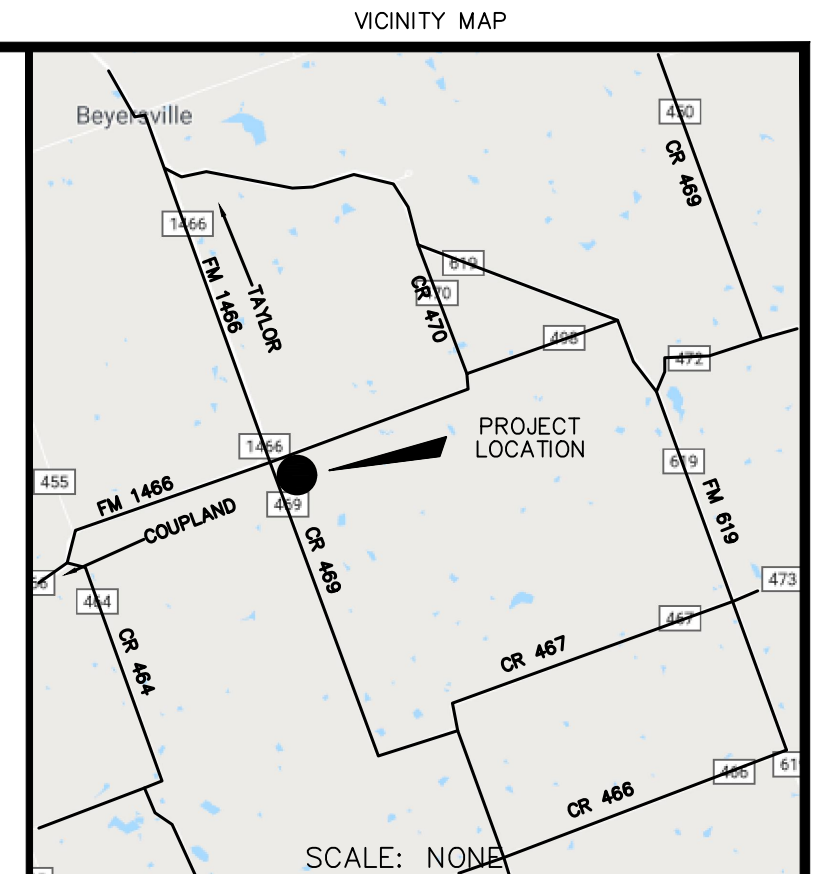 VICINITY MAP
Beyersville
450
CR 469
1466
FM 1466
TAYLOR
619
CR 470
498
472
PROJECT
LOCATION
1466
455
FM 1466
COUPLAND
469
CR 469
619
FM 619
464
CR 464
473
467
CR 467
466
CR 466
SCALE: NONE